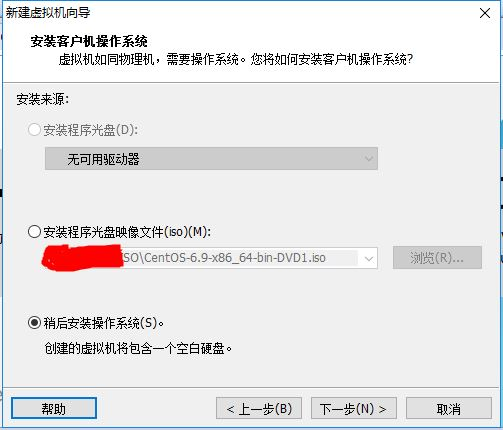 新建虚拟机向导
安装客户机操作系统
虚拟机如同物理机，需要操作系统。您将如何安装客户机操作系统?
安装来源:
安装程序光盘(D):
无可用驱动器
安装程序光盘映像文件(iso)(M):
SO\CentOS-6.9-x86_64-bin-DVD1.iso
浏览(R)...
稍后安装操作系统(S)。
创建的虚拟机将包含一个空白硬盘。
帮助
< 上一步(B)
下一步(N) >
取消